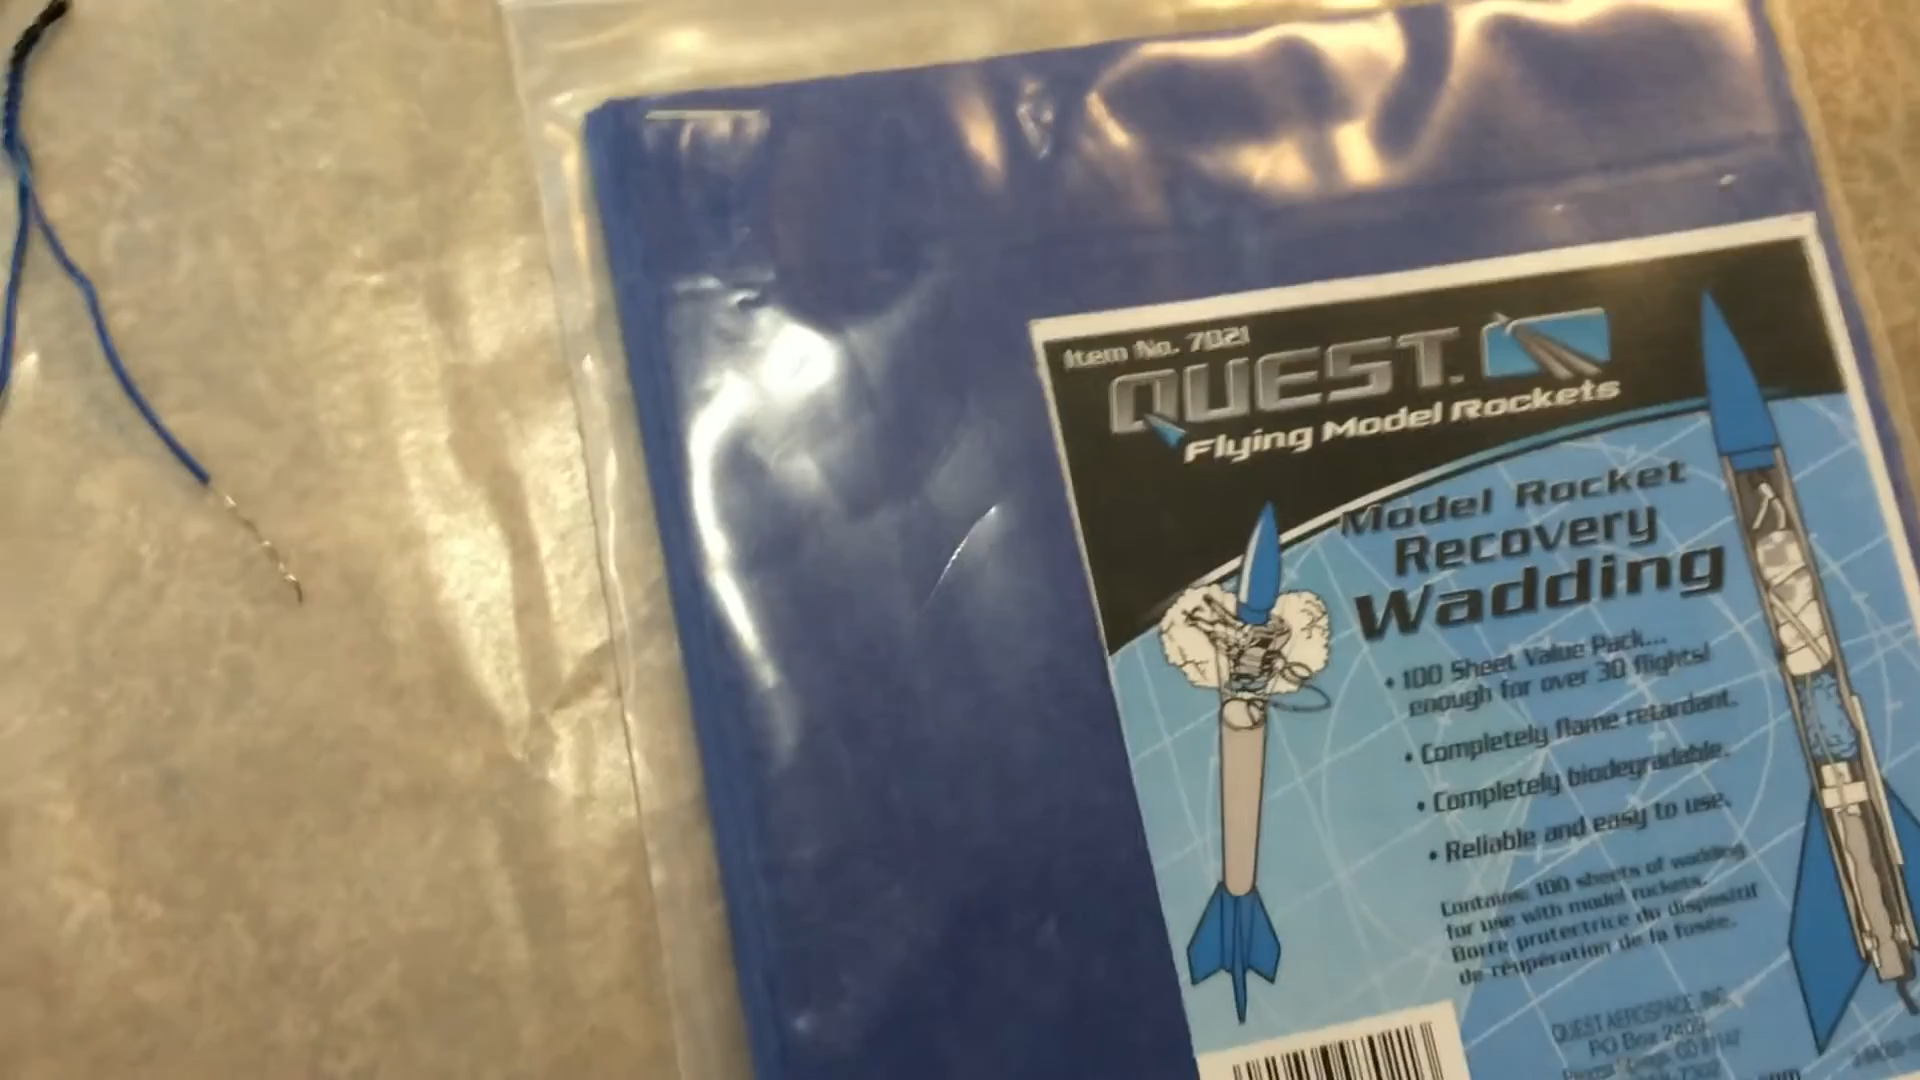 Item No. 7021
QUEST.
Flying Model Rockets
Model Rocket
Recovery
Wadding
• 100 Sheet Value Pack...
enough for over 30 flights!
• Completely flame retardant.
• Completely biodegradable.
• Reliable and easy to use.
Contains: 100 sheets of wadding
for use with model rockets.
Borre protectrice du dispositif
de réupération de la fusée.
QUEST AEROSPACE, INC.
PO Box 2409